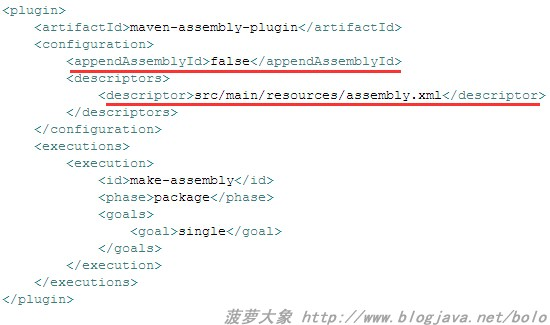 <plugin>
<artifactId>maven-assembly-plugin</artifactId>
<configuration>
<appendAssemblyId>false</appendAssemblyId>
<descriptors>
<descriptor>src/main/resources/assembly.xml</descriptor>
</descriptors>
</configuration>
<executions>
<execution>
<id>make-assembly</id>
<phase>package</phase>
<goals>
<goal>single</goal>
</goals>
</execution>
</executions>
</plugin>
菠萝大象 http://www.blogjava.net/bolo